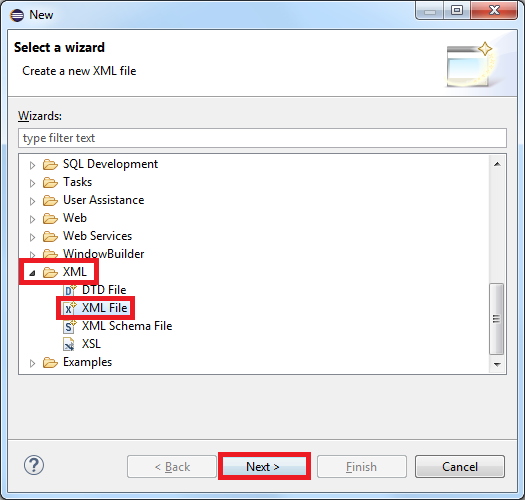 New
Select a wizard
Create a new XML file
Wizards:
type filter text
SQL Development
Tasks
User Assistance
Web
Web Services
WindowBuilder
XML
DTD File
XML File
XML Schema File
XSL
Examples
< Back
Next >
Finish
Cancel